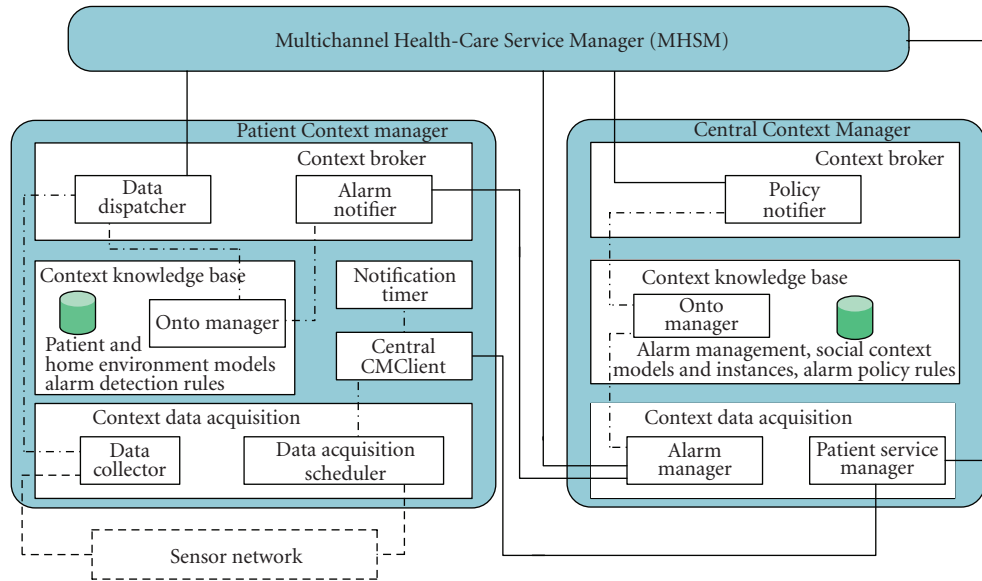 Multichannel Health-Care Service Manager (MHSM)
Patient Context manager
Context broker
Data
dispatcher
Alarm
notifier
Context knowledge base
Onto manager
Patient and
home environment models
alarm detection rules
Notification
timer
Central
CMClient
Context data acquisition
Data
collector
Data acquisition
scheduler
Sensor network
Central Context Manager
Context broker
Policy
notifier
Context knowledge base
Onto
manager
Alarm management, social context
models and instances, alarm policy rules
Context data acquisition
Alarm
manager
Patient service
manager